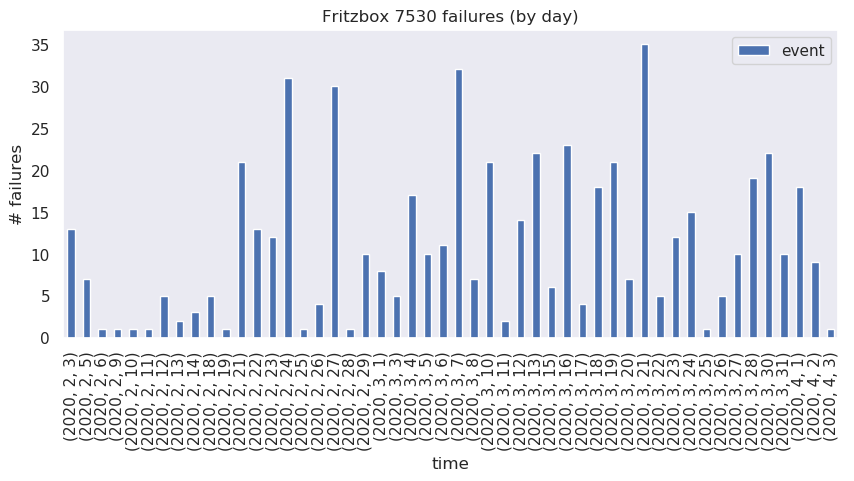 Fritzbox 7530 failures (by day)
event
# failures
35
30
25
20
15
10
5
0
(2020, 2, 3)
(2020, 2, 5)
(2020, 2, 6)
(2020, 2, 9)
(2020, 2, 10)
(2020, 2, 11)
(2020, 2, 12)
(2020, 2, 13)
(2020, 2, 14)
(2020, 2, 18)
(2020, 2, 19)
(2020, 2, 21)
(2020, 2, 22)
(2020, 2, 23)
(2020, 2, 24)
(2020, 2, 25)
(2020, 2, 26)
(2020, 2, 27)
(2020, 2, 28)
(2020, 2, 29)
(2020, 3, 1)
(2020, 3, 3)
(2020, 3, 4)
(2020, 3, 5)
(2020, 3, 6)
(2020, 3, 7)
(2020, 3, 8)
(2020, 3, 10)
(2020, 3, 11)
(2020, 3, 12)
(2020, 3, 13)
(2020, 3, 15)
(2020, 3, 16)
(2020, 3, 17)
(2020, 3, 18)
(2020, 3, 19)
(2020, 3, 20)
(2020, 3, 21)
(2020, 3, 22)
(2020, 3, 23)
(2020, 3, 24)
(2020, 3, 25)
(2020, 3, 26)
(2020, 3, 27)
(2020, 3, 28)
(2020, 3, 30)
(2020, 3, 31)
(2020, 4, 1)
(2020, 4, 2)
(2020, 4, 3)
time